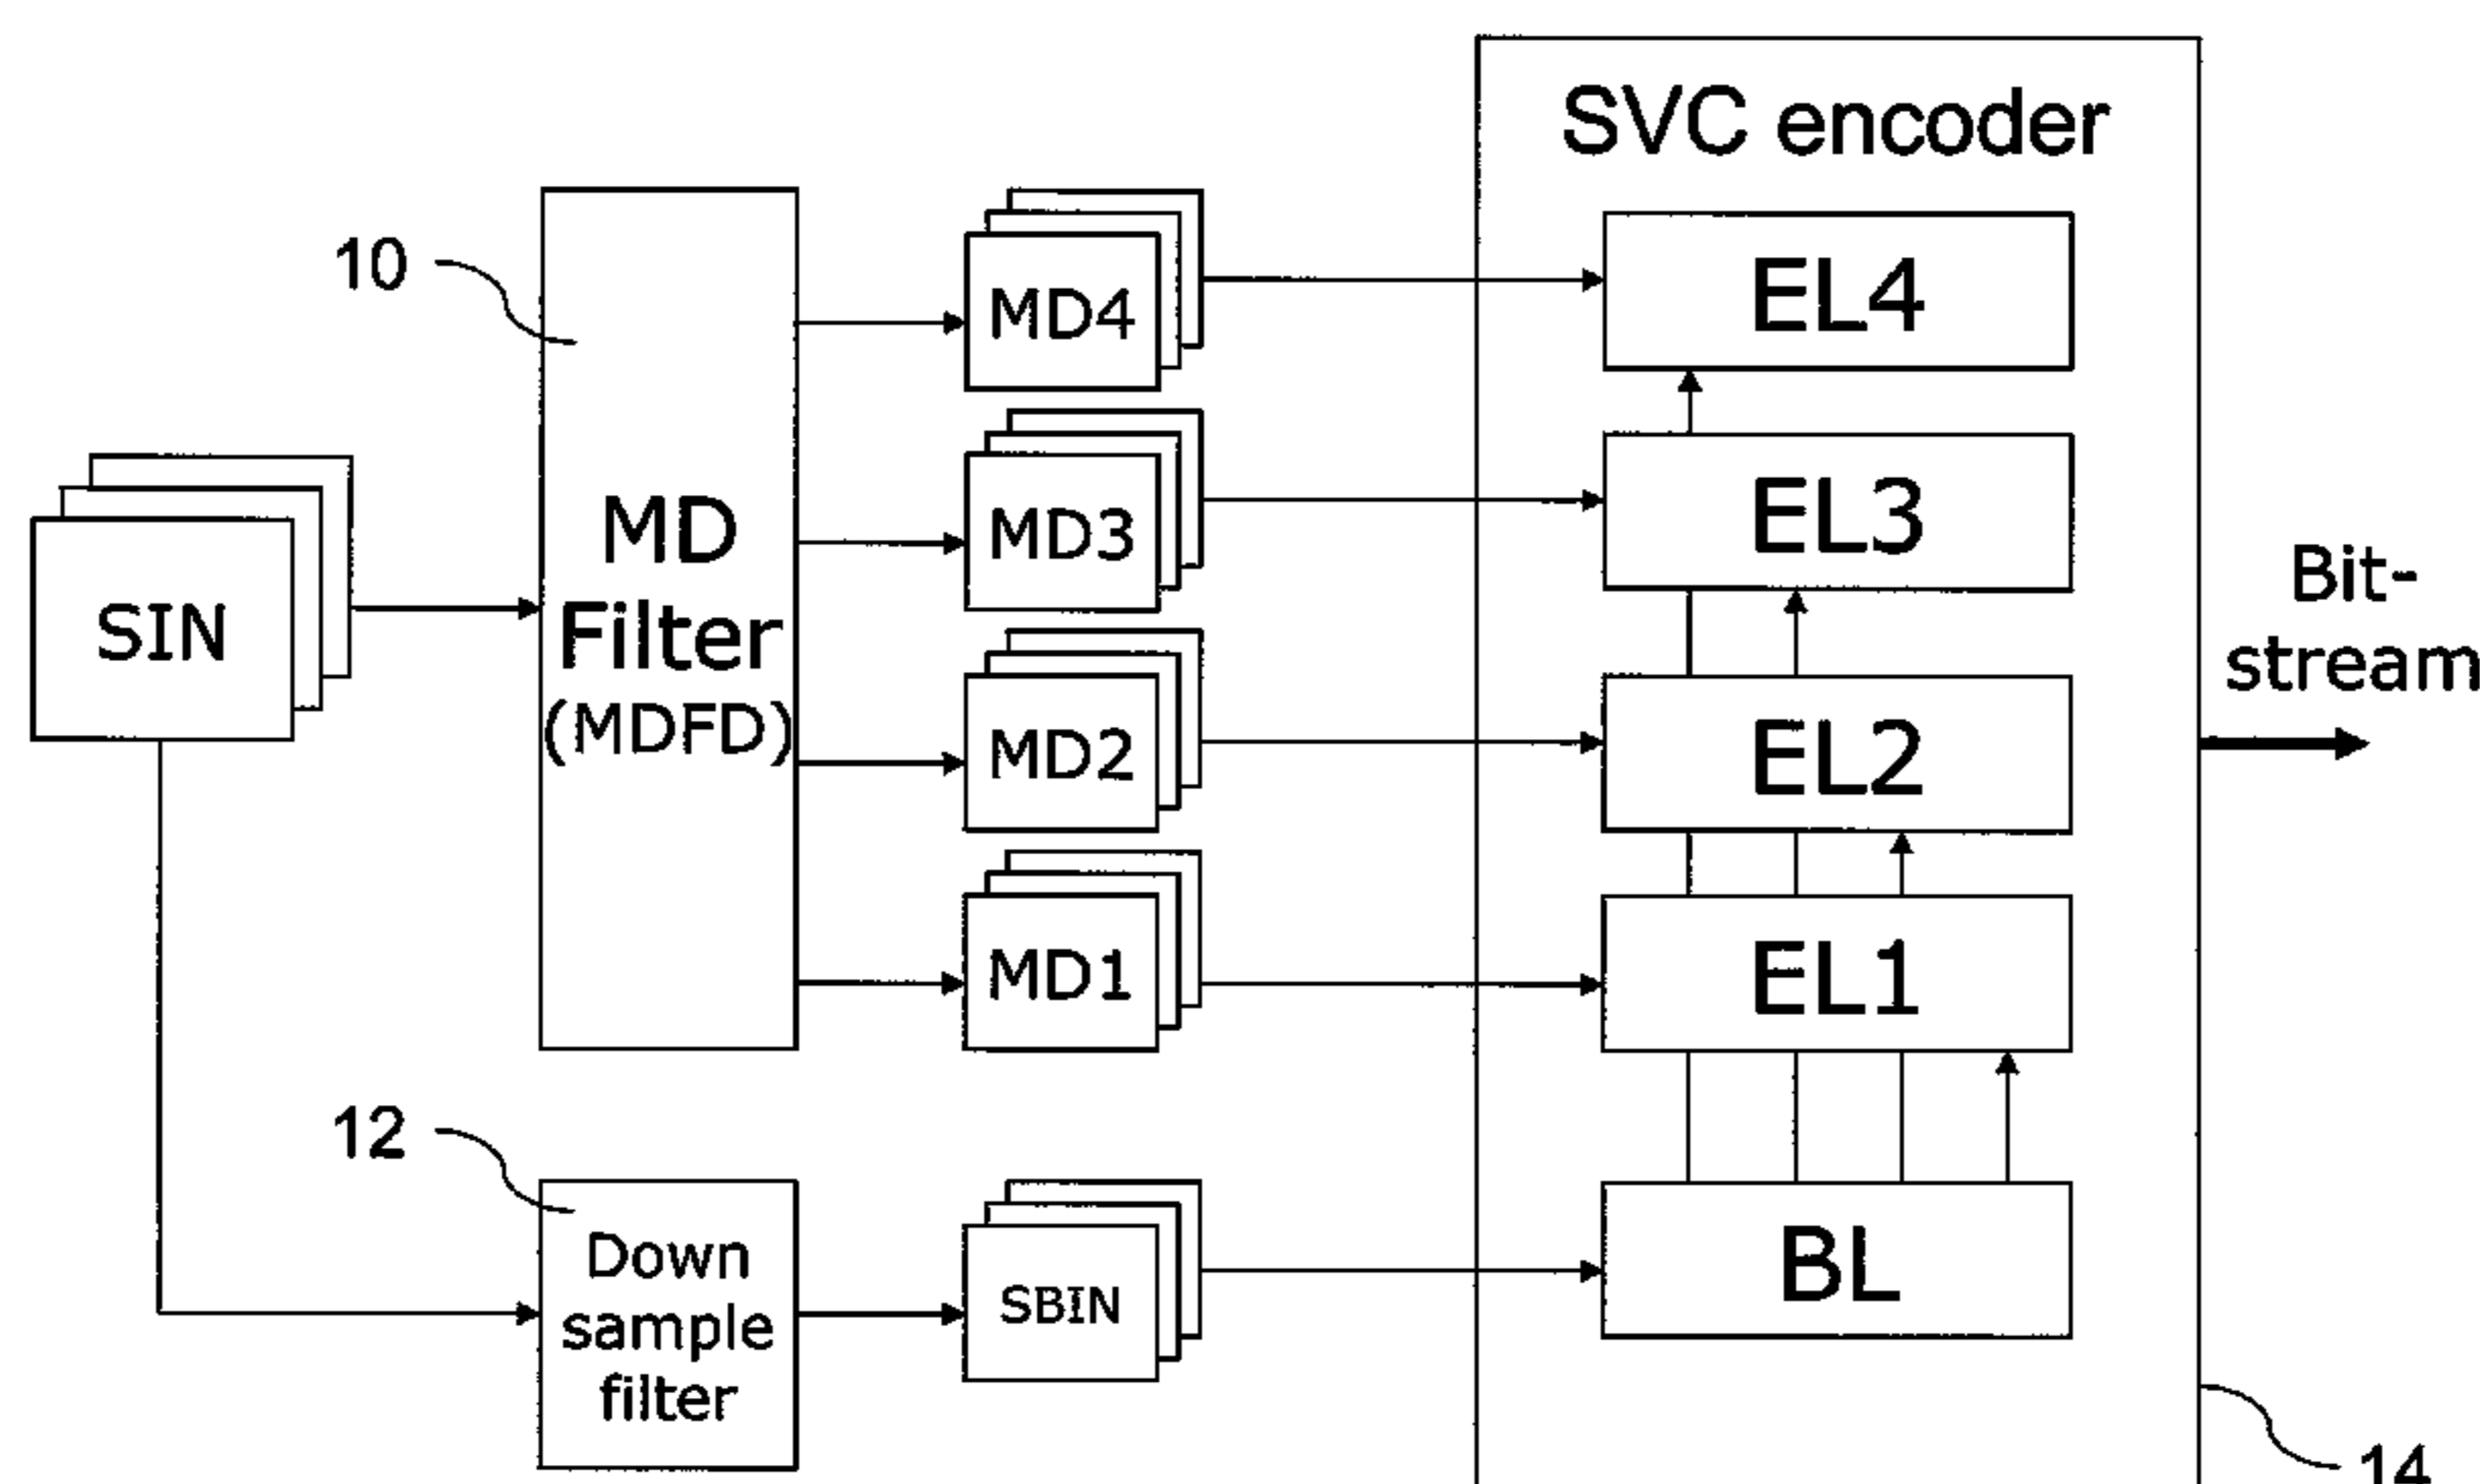 SVC encoder
10
MD4
EL4
MD
Filter
(MDFD)
MD3
EL3
SIN
Bit-
stream
MD2
EL2
MD1
EL1
12
Down
sample
filter
SBIN
BL
14